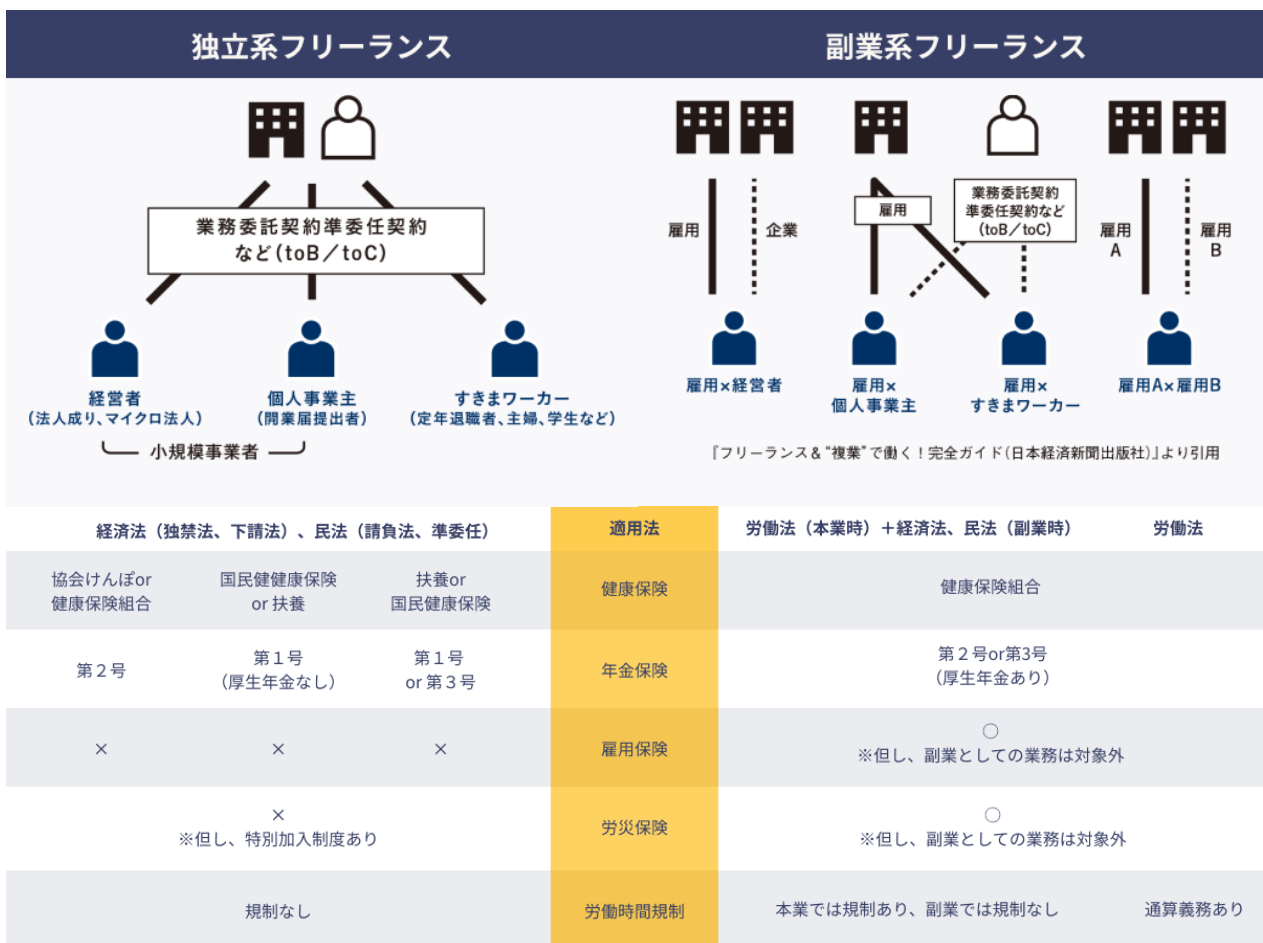 独立系フリーランス
副業系フリーランス
業務委託契約準委任契約
など(toB／toC)
経営者
(法人成り、マイクロ法人)
個人事業主
(開業届提出者)
すきまワーカー
(定年退職者、主婦、学生など)
小規模事業者
雇用
企業
雇用
業務委託契約
準委任契約など
(toB／toC)
雇用
A
雇用
B
雇用×経営者
雇用×
個人事業主
雇用×
すきまワーカー
雇用A×雇用B
『フリーランス＆“複業”で働く！完全ガイド(日本経済新聞出版社)』より引用
経済法（独禁法、下請法）、民法（請負法、準委任）
適用法
労働法（本業時）＋経済法、民法（副業時）
労働法
協会けんぽor
健康保険組合
国民健健康保険
or 扶養
扶養or
国民健康保険
健康保険
健康保険組合
第２号
第１号
（厚生年金なし）
第１号
or 第３号
年金保険
第２号or第3号
（厚生年金あり）
×
×
×
雇用保険
○
※但し、副業としての業務は対象外
×
※但し、特別加入制度あり
労災保険
○
※但し、副業としての業務は対象外
規制なし
労働時間規制
本業では規制あり、副業では規制なし
通算義務あり